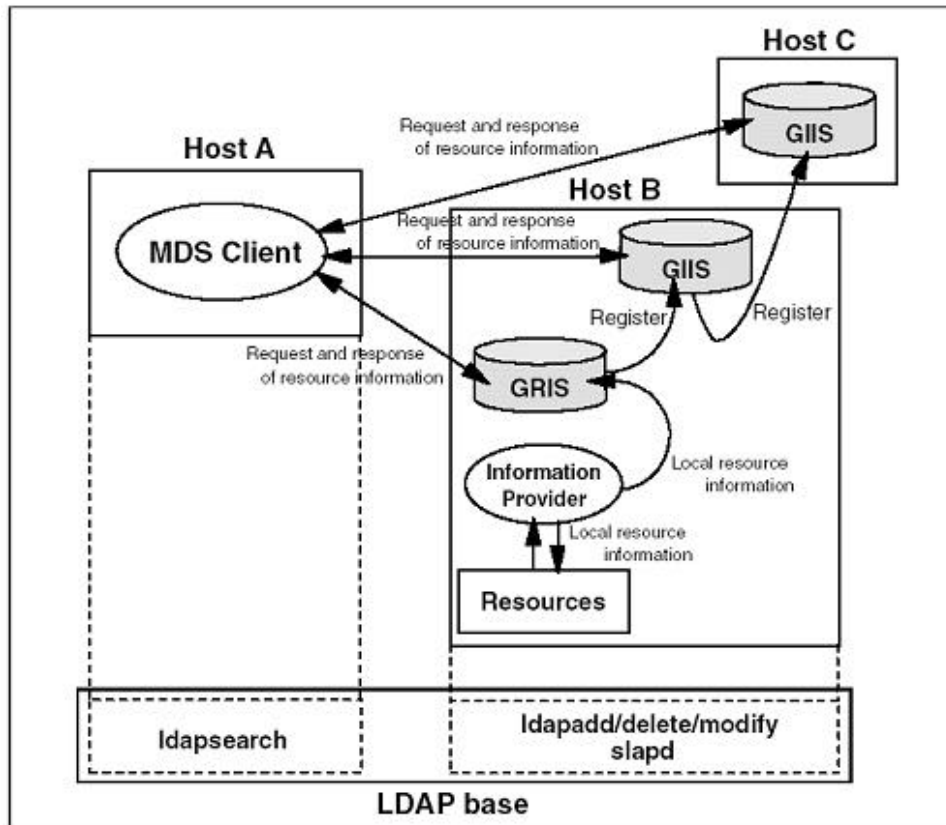 Host C
GIIS
Request and response
of resource information
Host A
Host B
MDS Client
Request and response
of resource information
GIIS
Register
Register
Request and response
of resource information
GRIS
Information
Provider
Local resource
information
Local resource
information
Resources
ldapsearch
ldapadd/delete/modify
slapd
LDAP base